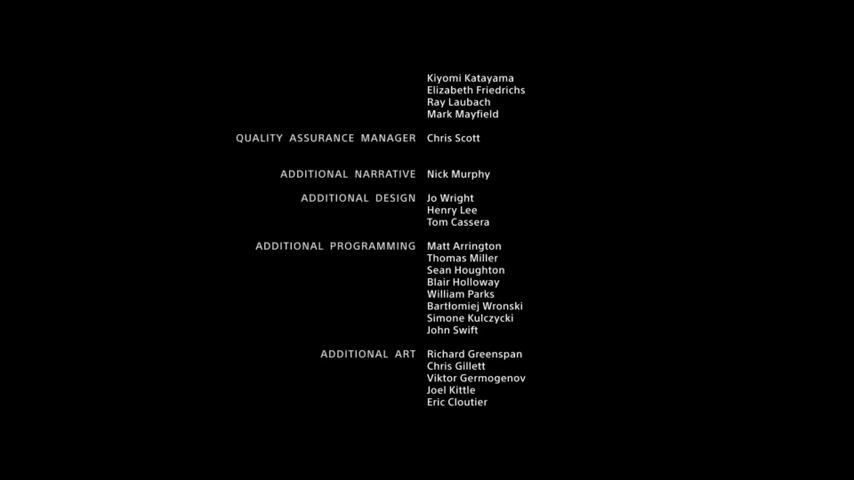 Kiyomi Katayama
Elizabeth Friedrichs
Ray Laubach
Mark Mayfield
QUALITY ASSURANCE MANAGER Chris Scott
ADDITIONAL NARRATIVE Nick Murphy
ADDITIONAL DESIGN Jo Wright
Henry Lee
Tom Cassera
ADDITIONAL PROGRAMMING Matt Arrington
Thomas Miller
Sean Houghton
Blair Holloway
William Parks
Bartłomiej Wronski
Simone Kulczycki
John Swift
ADDITIONAL ART Richard Greenspan
Chris Gillett
Viktor Germogenov
Joel Kittle
Eric Cloutier